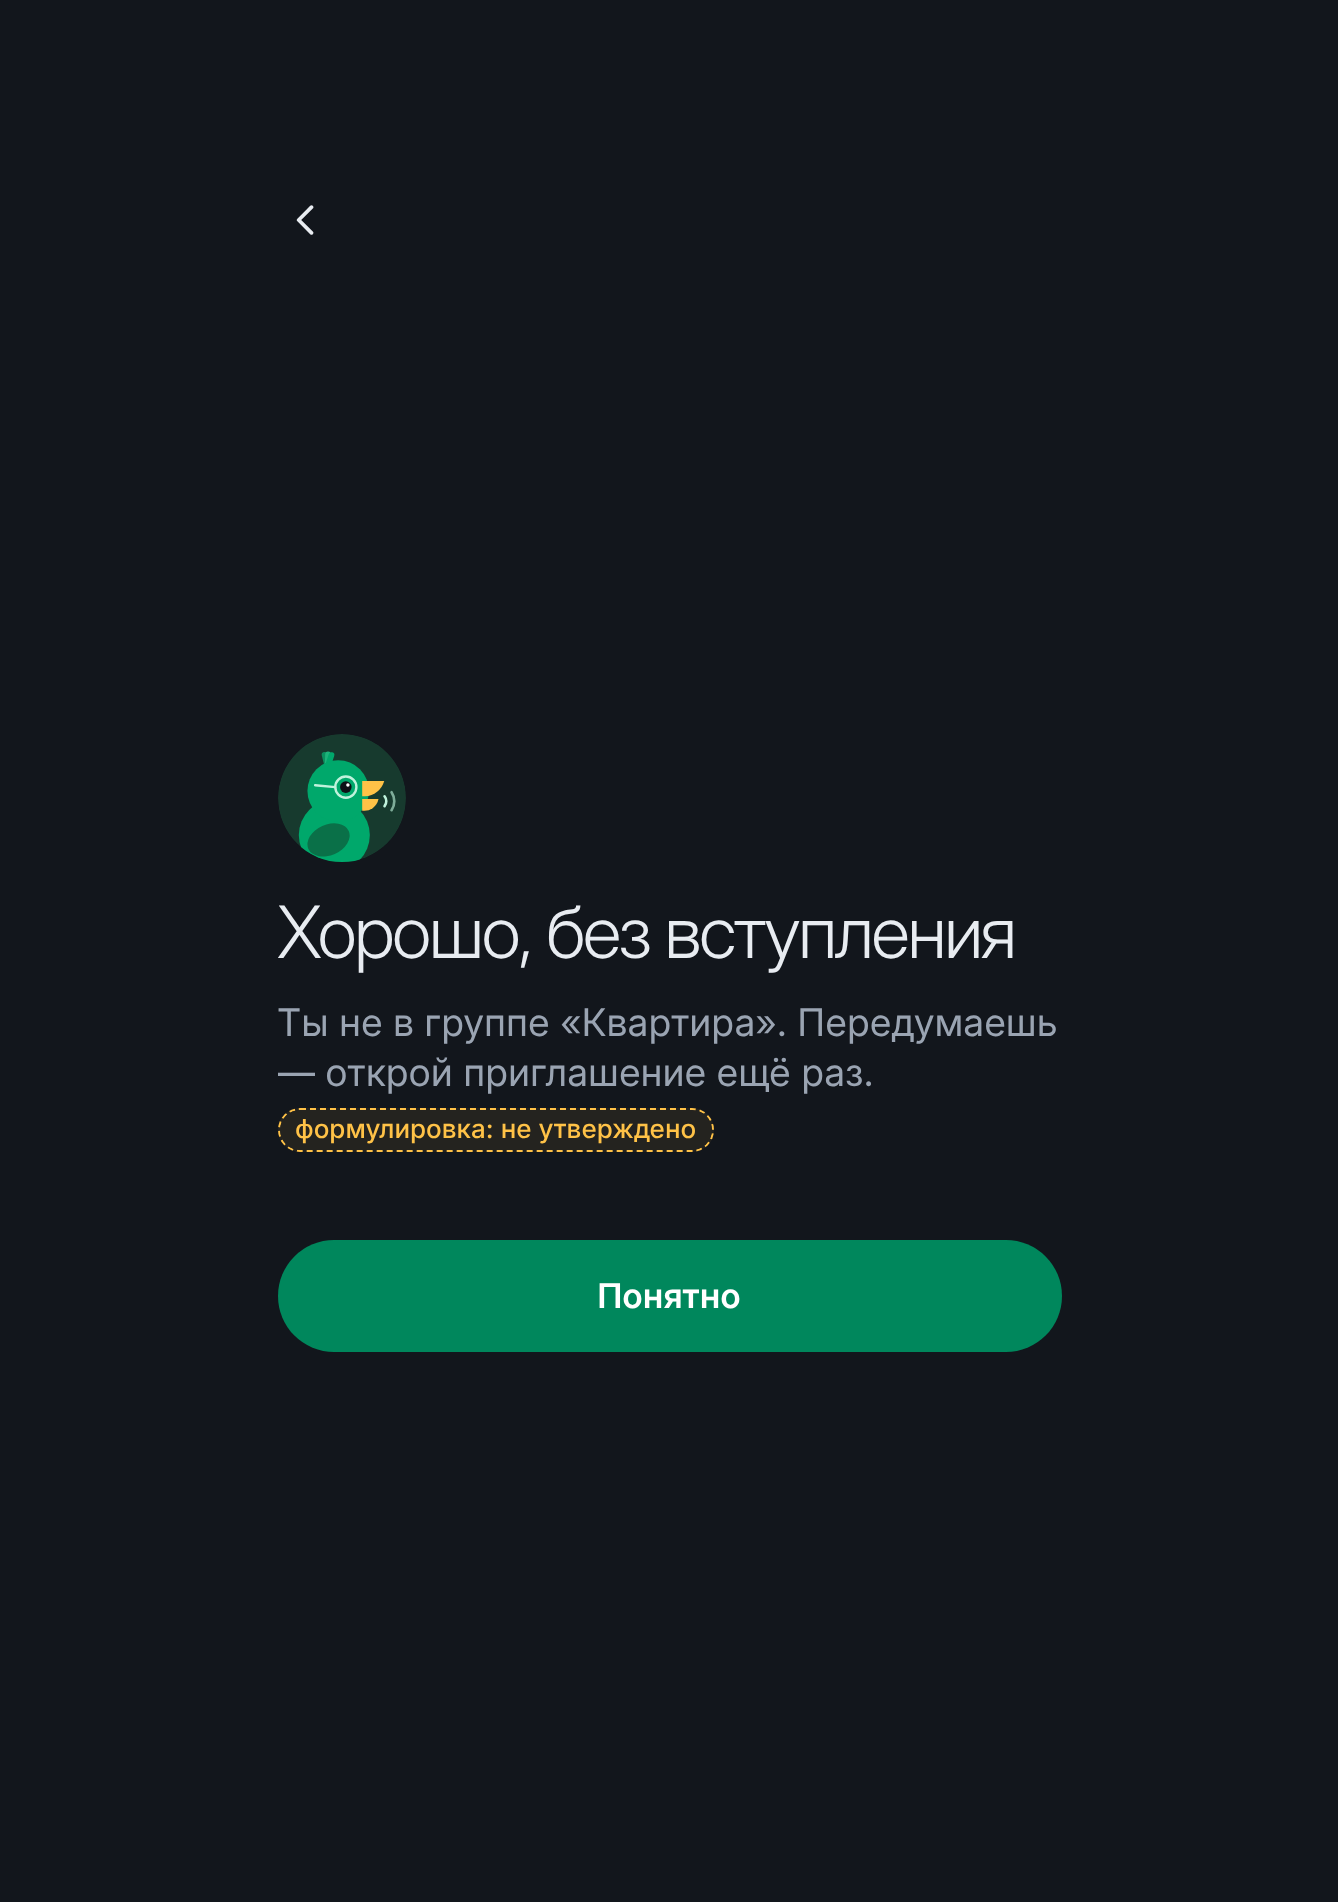 Хорошо, без вступления
Ты не в группе «Квартира». Передумаешь
— открой приглашение ещё раз.
формулировка: не утверждено
Понятно